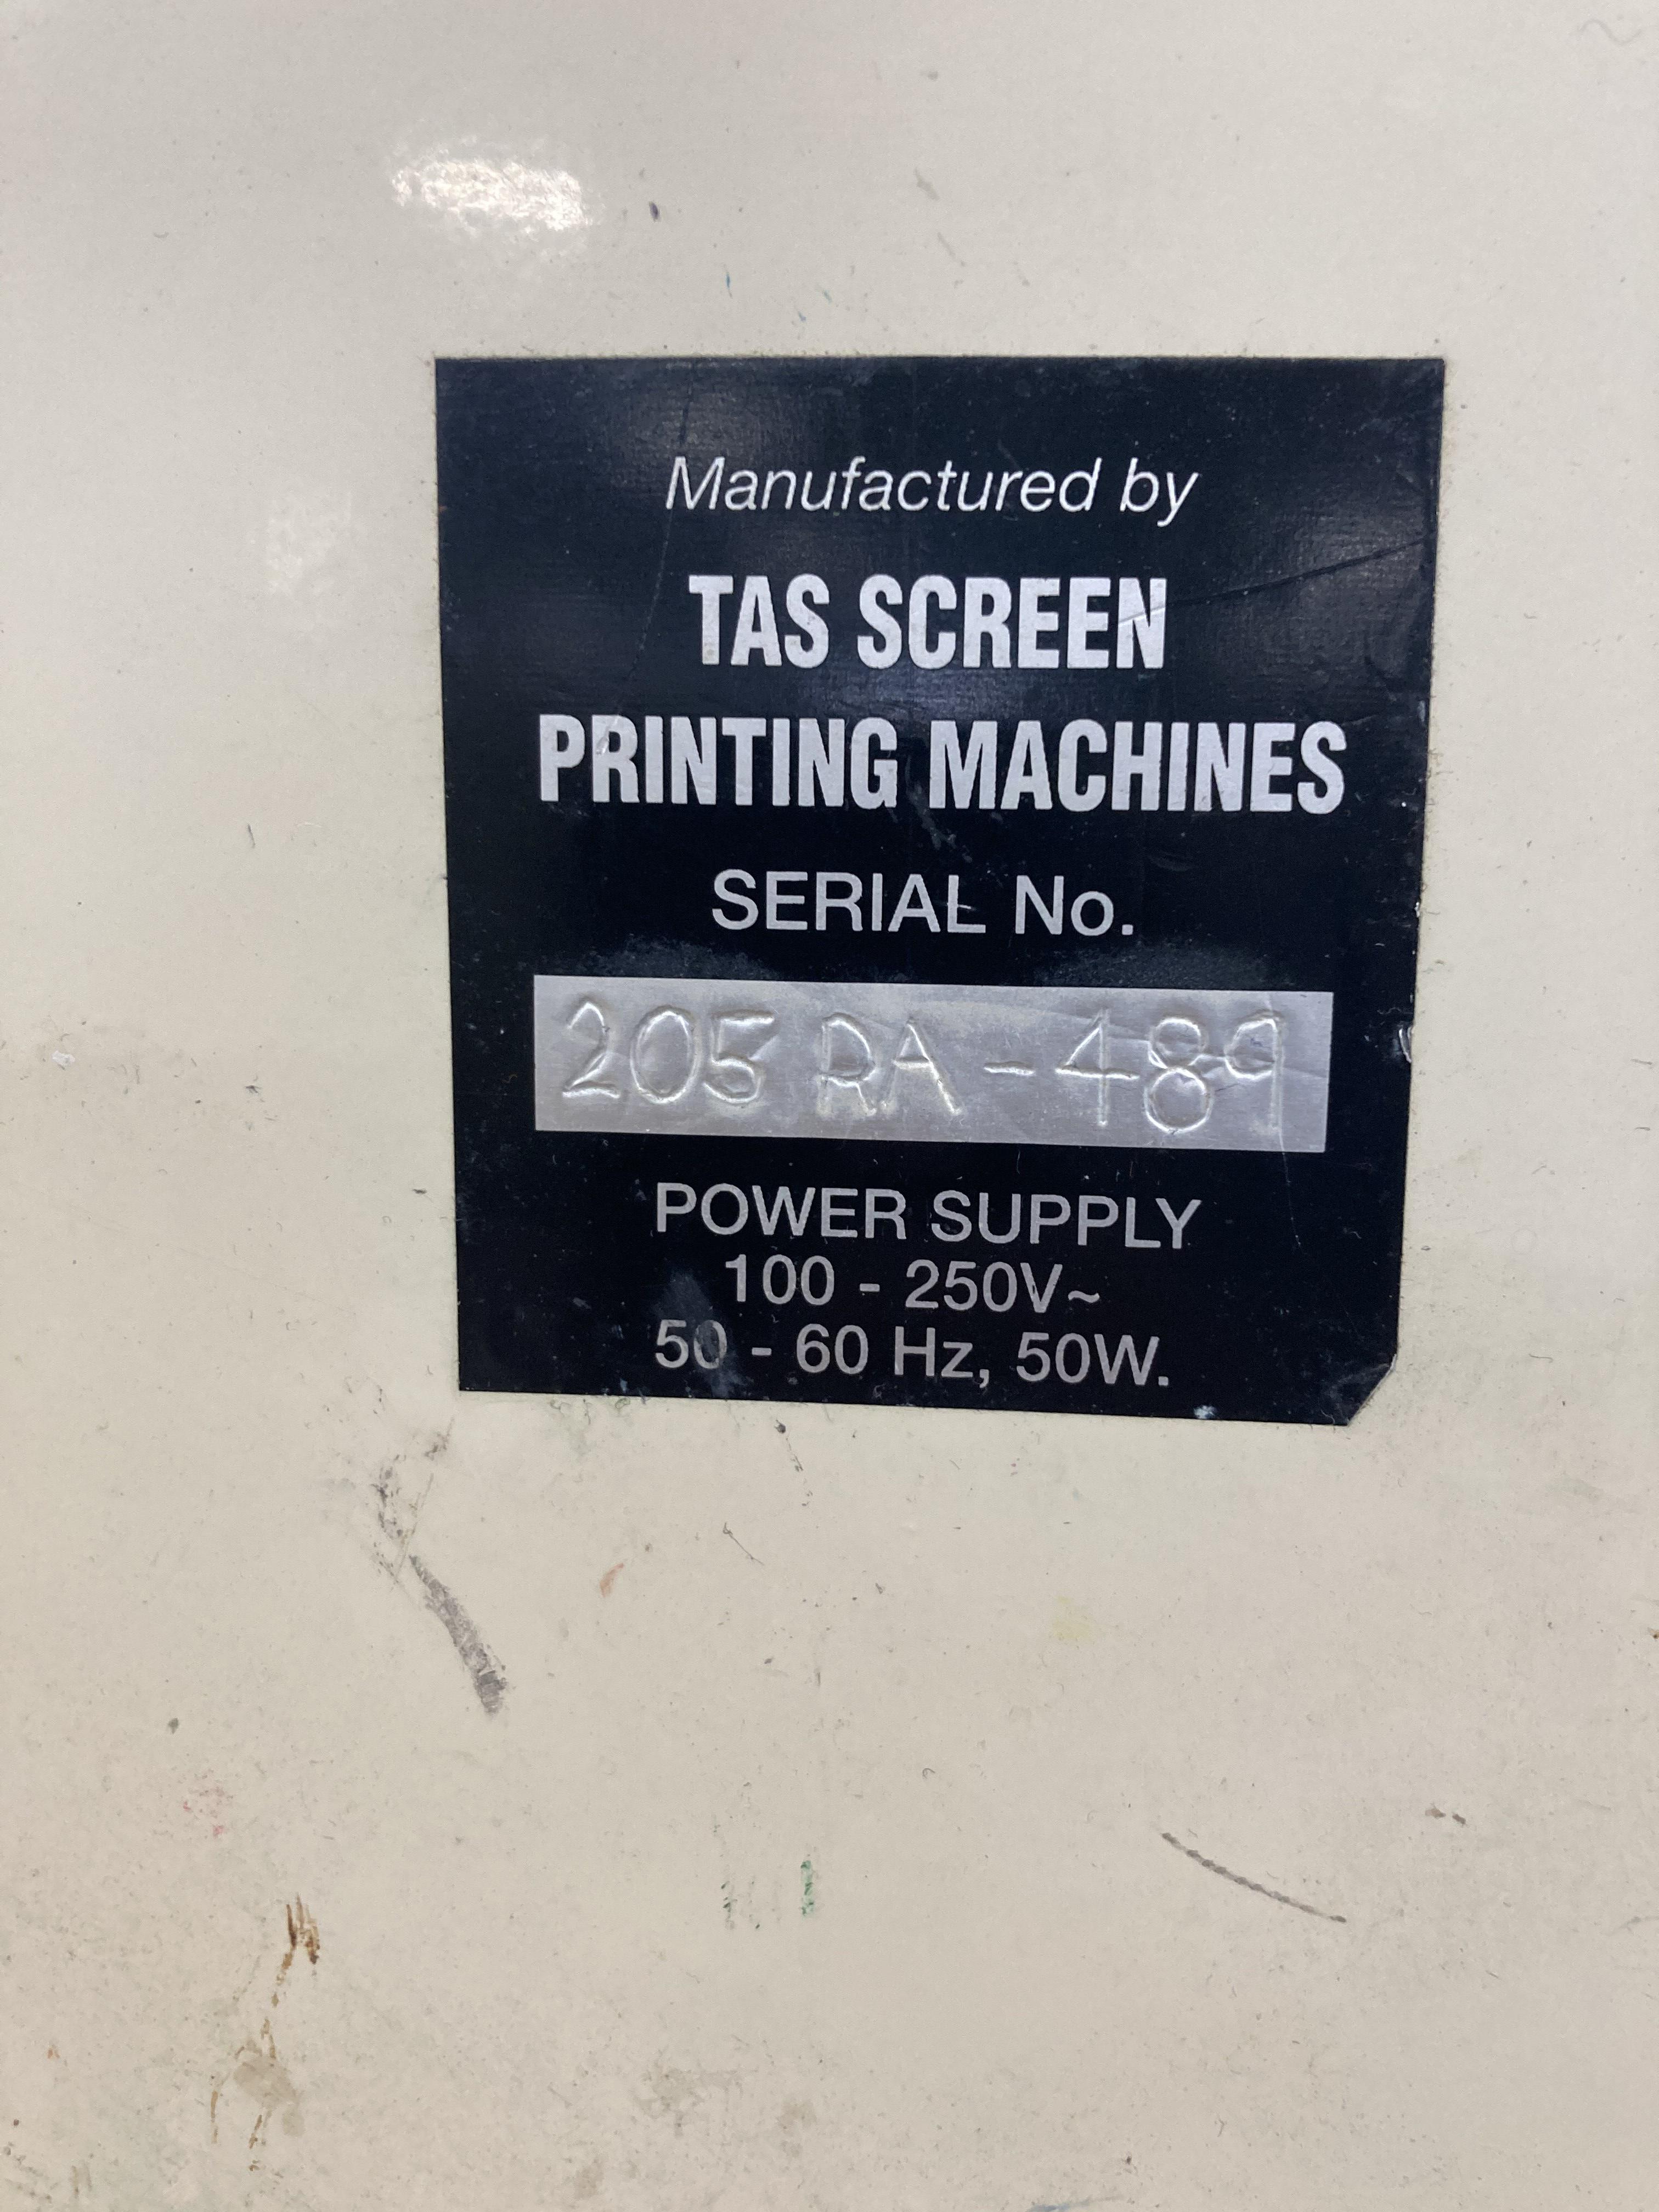 Manufactured by
TAS SCREEN
PRINTING MACHINES
SERIAL No.
205 RA - 489
POWER SUPPLY
100 - 250V~
50 - 60 Hz, 50W.